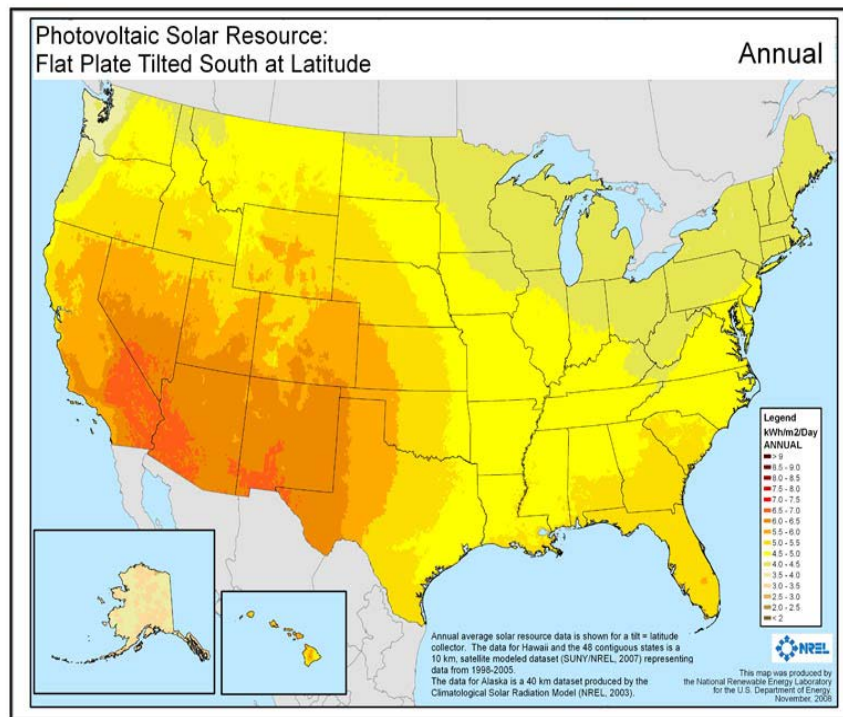 Photovoltaic Solar Resource:
Flat Plate Tilted South at Latitude
Annual
Legend
kWh/m2/Day
ANNUAL
> 9
8.5 - 9.0
8.0 - 8.5
7.5 - 8.0
7.0 - 7.5
6.5 - 7.0
6.0 - 6.5
5.5 - 6.0
5.0 - 5.5
4.5 - 5.0
4.0 - 4.5
3.5 - 4.0
3.0 - 3.5
2.5 - 3.0
2.0 - 2.5
< 2
Annual average solar resource data is shown for a tilt = latitude
collector. The data for Hawaii and the 48 contiguous states is a
10 km, satellite modeled dataset (SUNY/NREL, 2007) representing
data from 1998-2005.
The data for Alaska is a 40 km dataset produced by the
Climatological Solar Radiation Model (NREL, 2003).
NREL
This map was produced by
the National Renewable Energy Laboratory
for the U.S. Department of Energy.
November, 2008